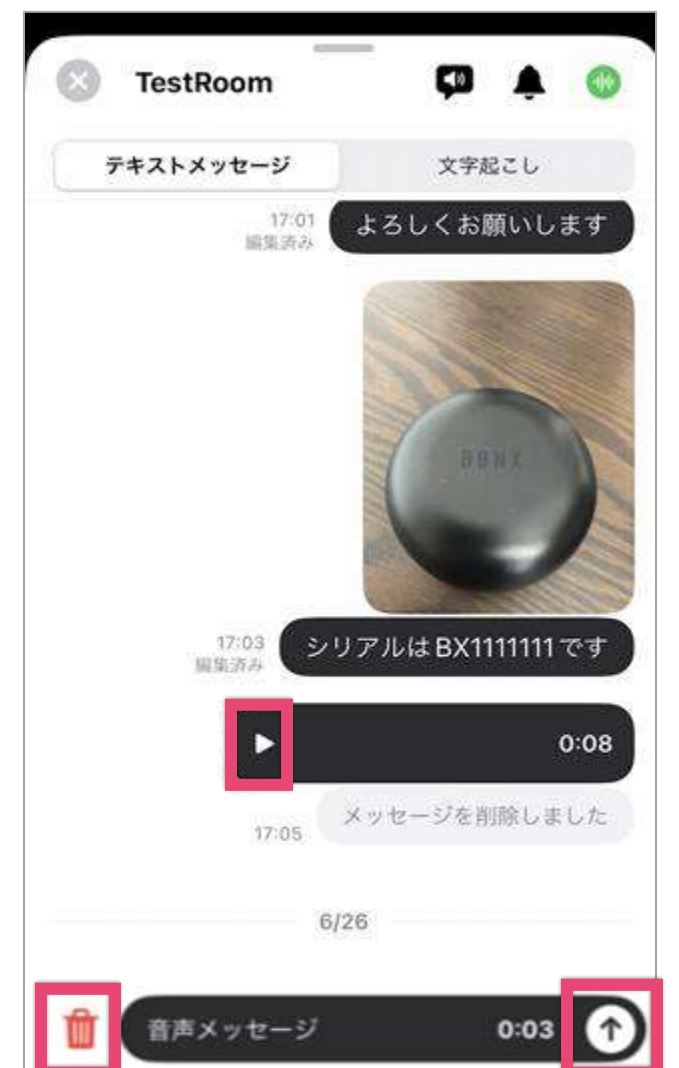 TestRoom
テキストメッセージ
文字起こし
17:01
編集済み
よろしくお願いします
BONX
17:03
編集済み
シリアルはBX1111111です
0:08
メッセージを削除しました
17:05
6/26
音声メッセージ
0:03